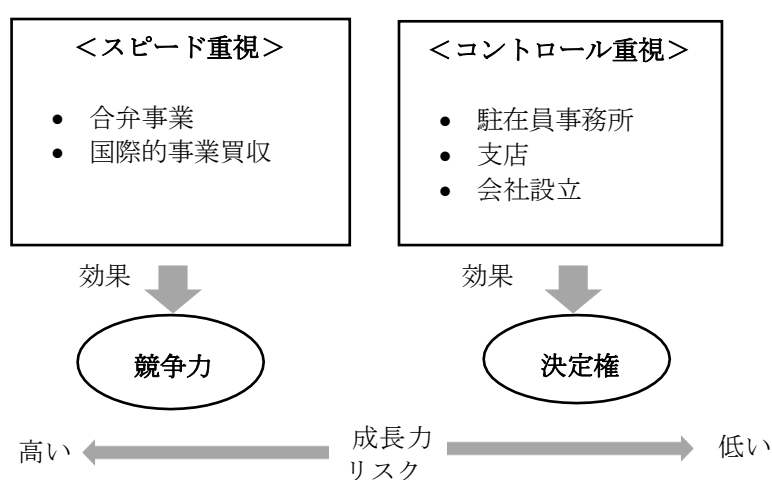 ＜スピード重視＞
• 合弁事業
• 国際的事業買収
＜コントロール重視＞
• 駐在員事務所
• 支店
• 会社設立
効果
効果
競争力
決定権
高い
成長力
リスク
低い